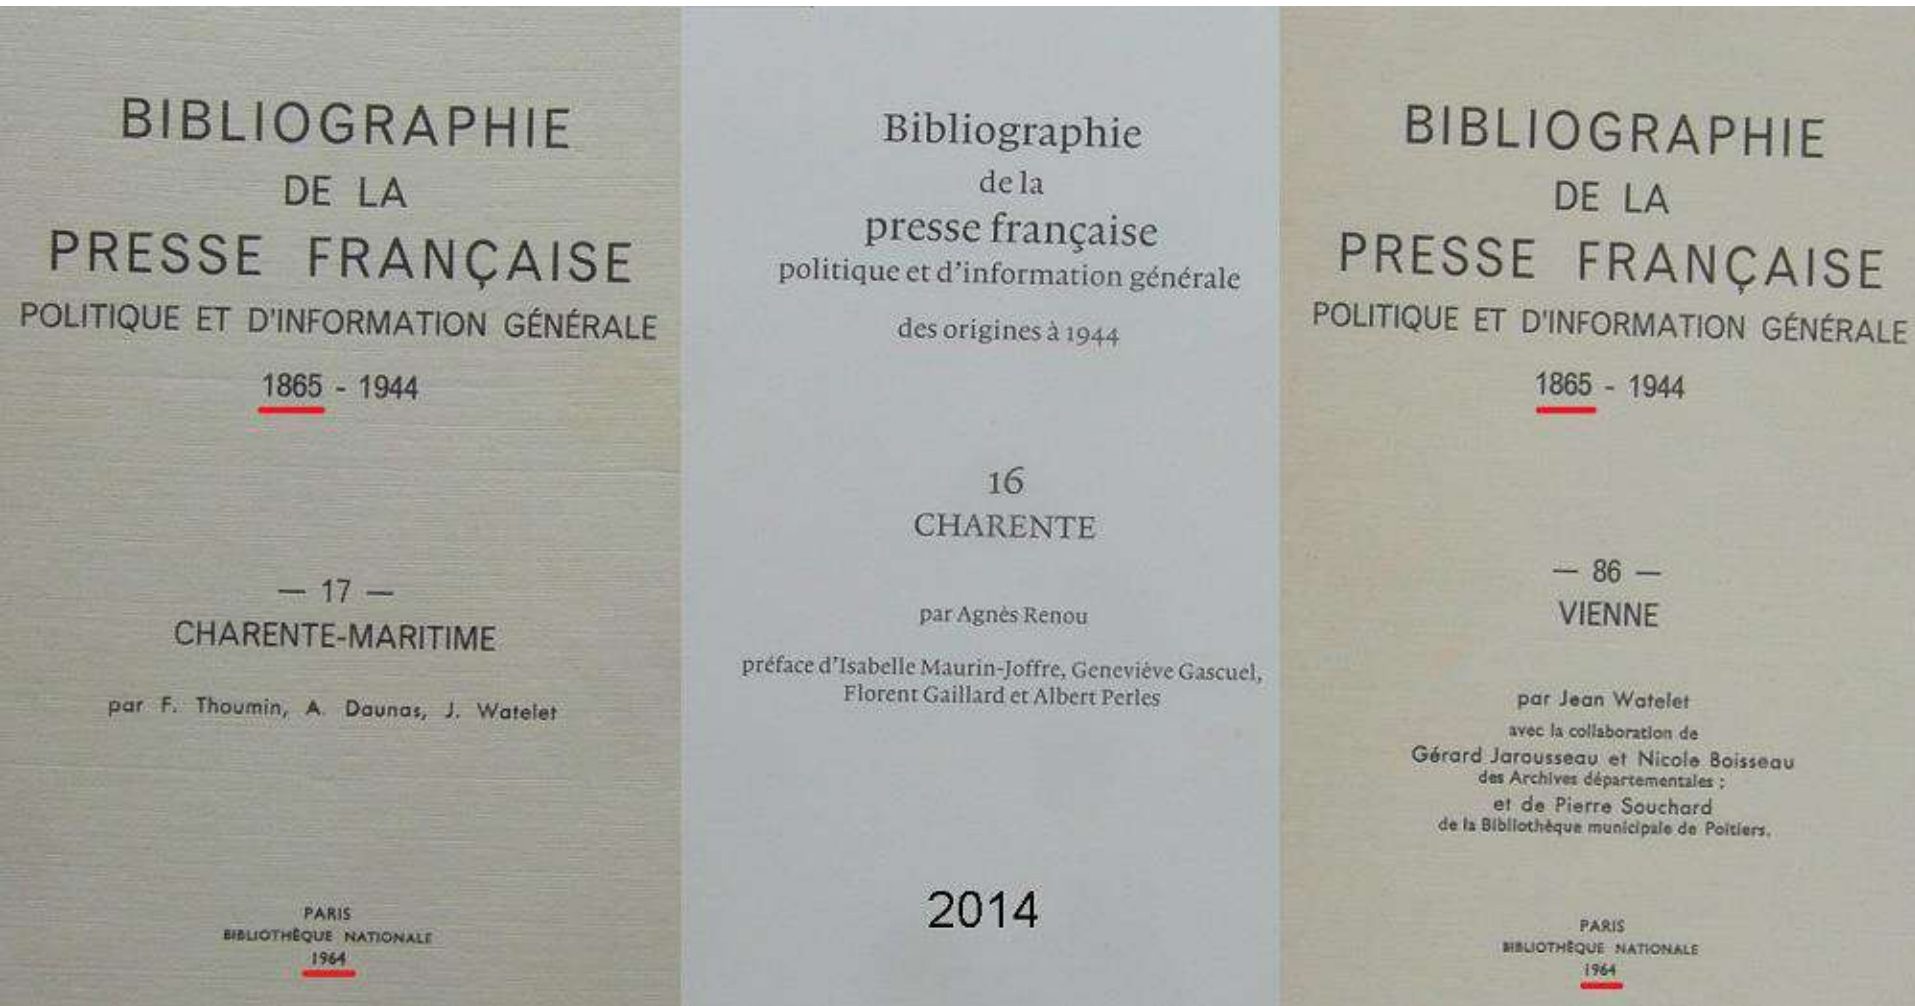 BIBLIOGRAPHIE
DE LA
PRESSE FRANÇAISE
POLITIQUE ET D'INFORMATION GÉNÉRALE
1865 - 1944
— 17 —
CHARENTE-MARITIME
par F. Thoumin, A. Daunas, J. Watelet
PARIS
BIBLIOTHÈQUE NATIONALE
1964
Bibliographie
de la
presse française
politique et d'information générale
des origines à 1944
16
CHARENTE
par Agnès Renou
préface d'Isabelle Maurin-Joffre, Geneviève Gascuel,
Florent Gaillard et Albert Perles
2014
BIBLIOGRAPHIE
DE LA
PRESSE FRANÇAISE
POLITIQUE ET D'INFORMATION GÉNÉRALE
1865 - 1944
— 86 —
VIENNE
par Jean Watelet
avec la collaboration de
Gérard Jarousseau et Nicole Boisseau
des Archives départementales ;
et de Pierre Souchard
de la Bibliothèque municipale de Poitiers.
PARIS
BIBLIOTHÈQUE NATIONALE
1964